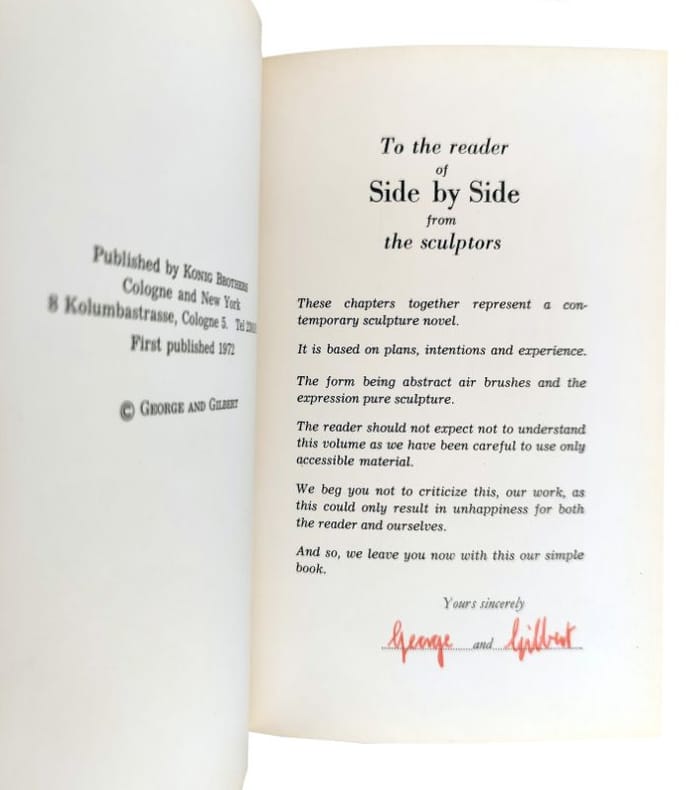 Published by KONIG BROTHERS
Cologne and New York
8 Kolumbastrasse, Cologne 5. Tel
First published 1972
© GEORGE AND GILBERT
To the reader
of
Side by Side
from
the sculptors
These chapters together represent a con-
temporary sculpture novel.
It is based on plans, intentions and experience.
The form being abstract air brushes and the
expression pure sculpture.
The reader should not expect not to understand
this volume as we have been careful to use only
accessible material.
We beg you not to criticize this, our work, as
this could only result in unhappiness for both
the reader and ourselves.
And so, we leave you now with this our simple
book.
Yours sincerely
George and Gilbert